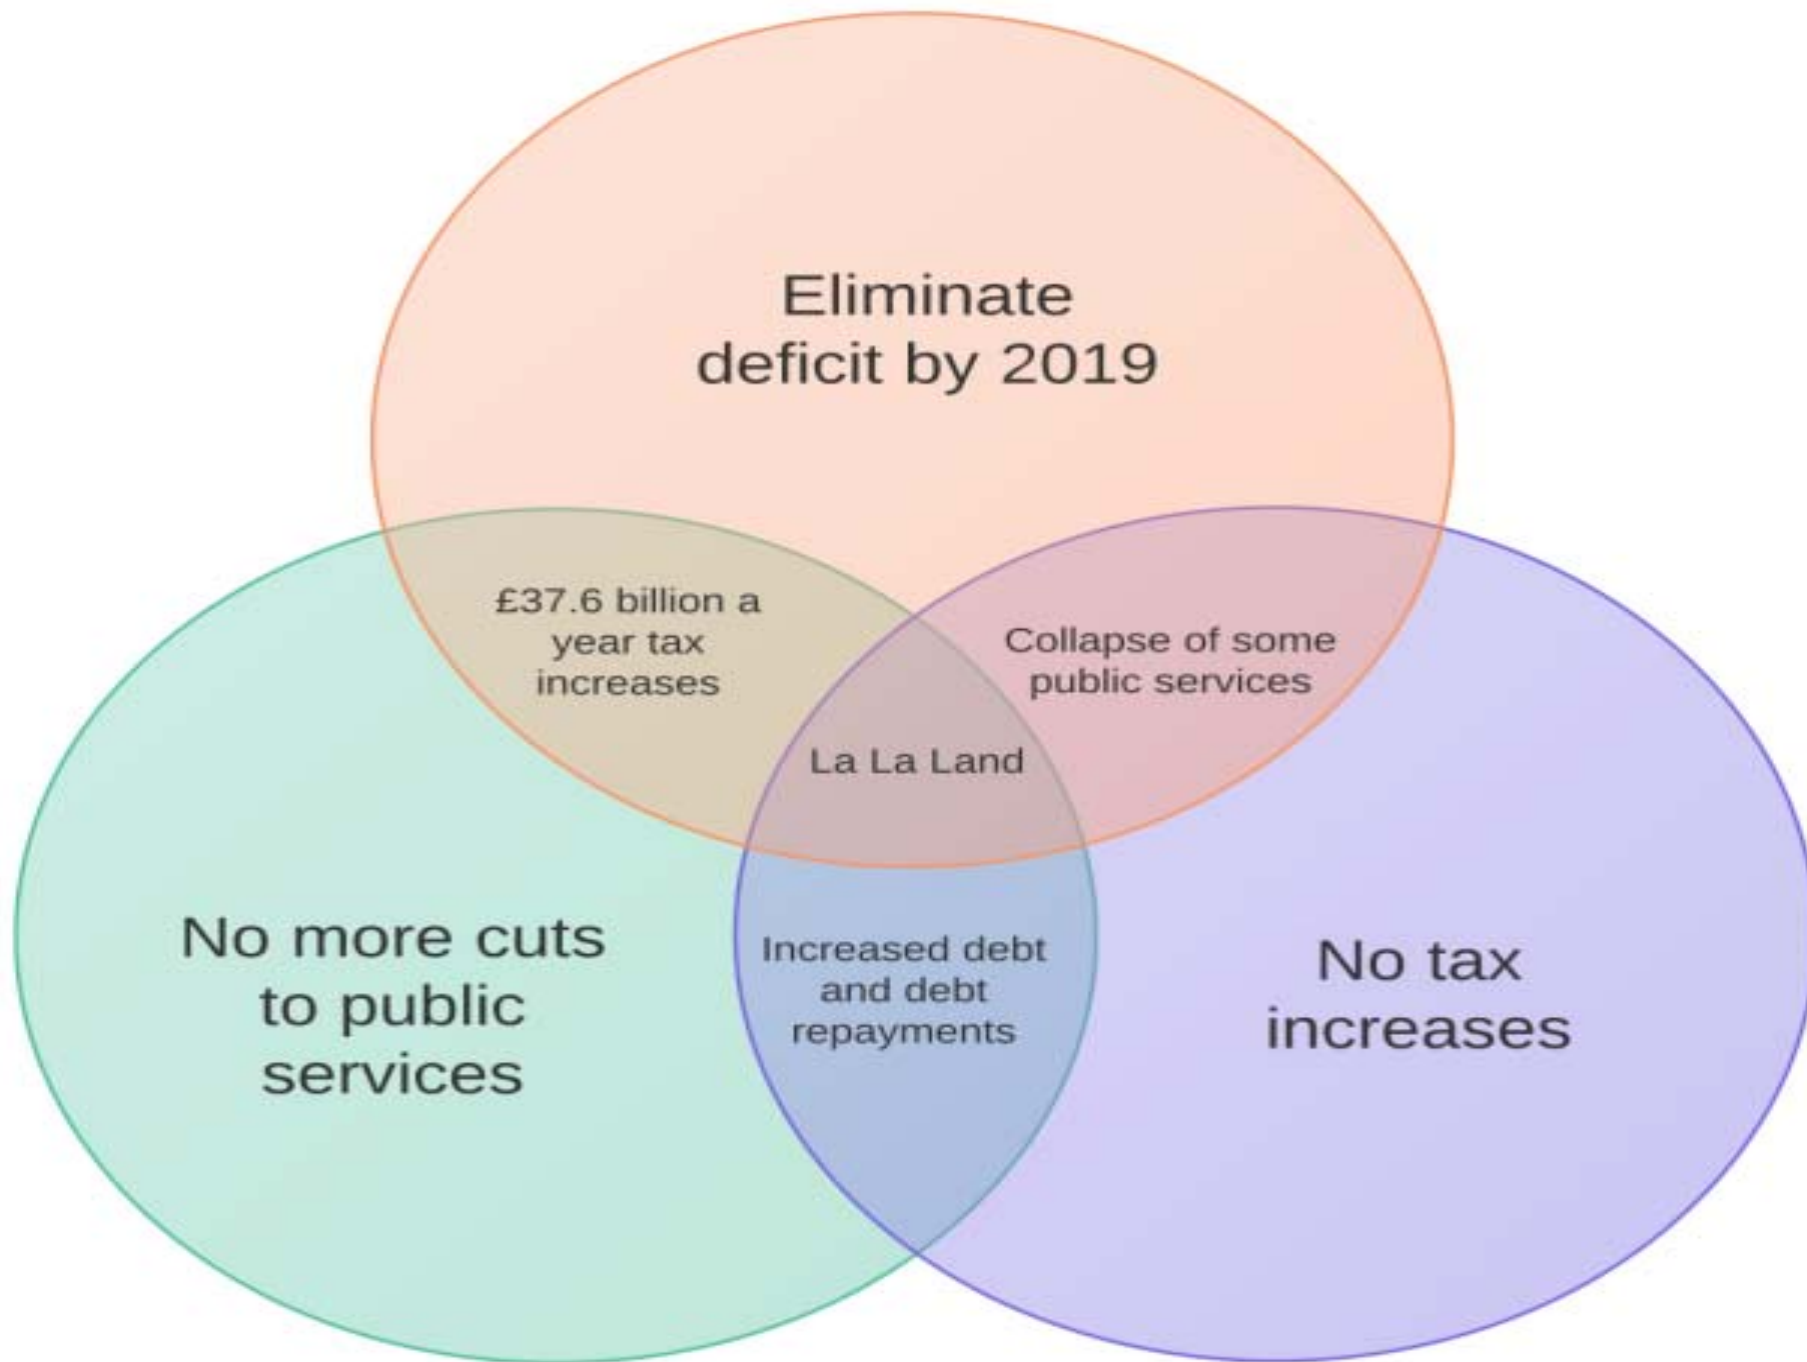 Eliminate
deficit by 2019
£37.6 billion a
year tax
increases
Collapse of some
public services
La La Land
No more cuts
to public
services
Increased debt
and debt
repayments
No tax
increases